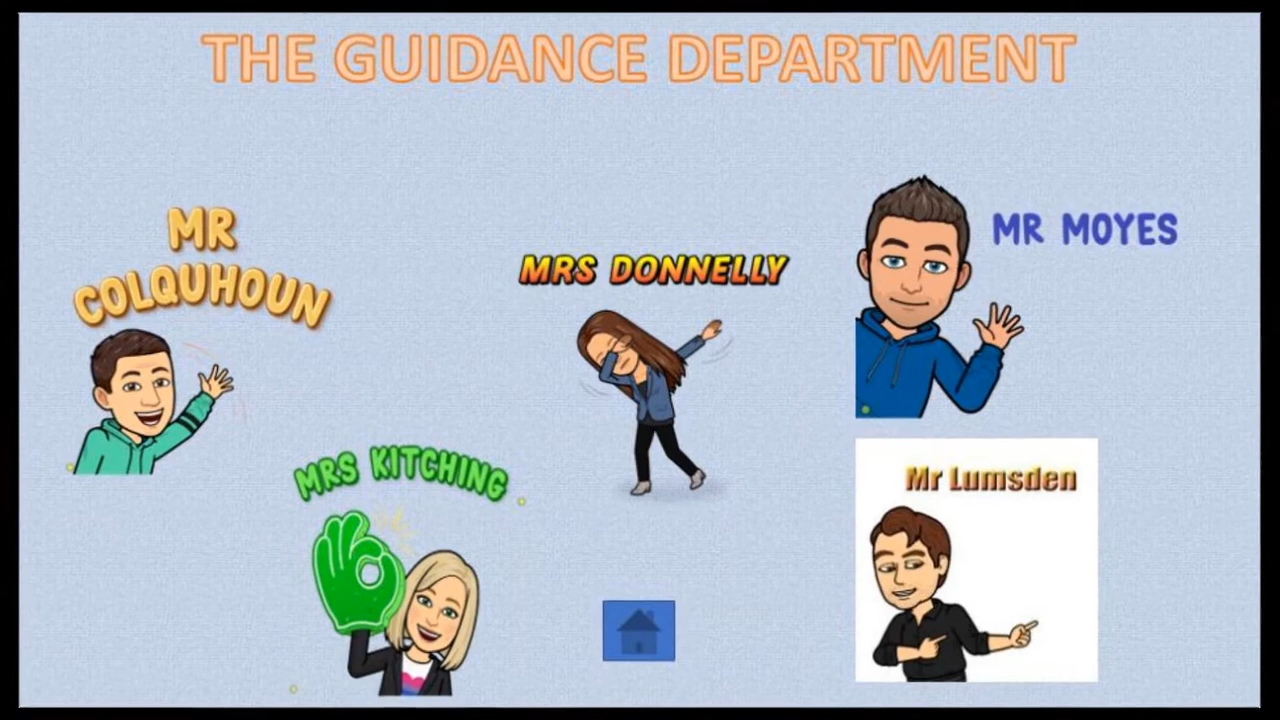 THE GUIDANCE DEPARTMENT
MR
COLQUHOUN
MRS DONNELLY
MR MOYES
MRS KITCHING
Mr Lumsden